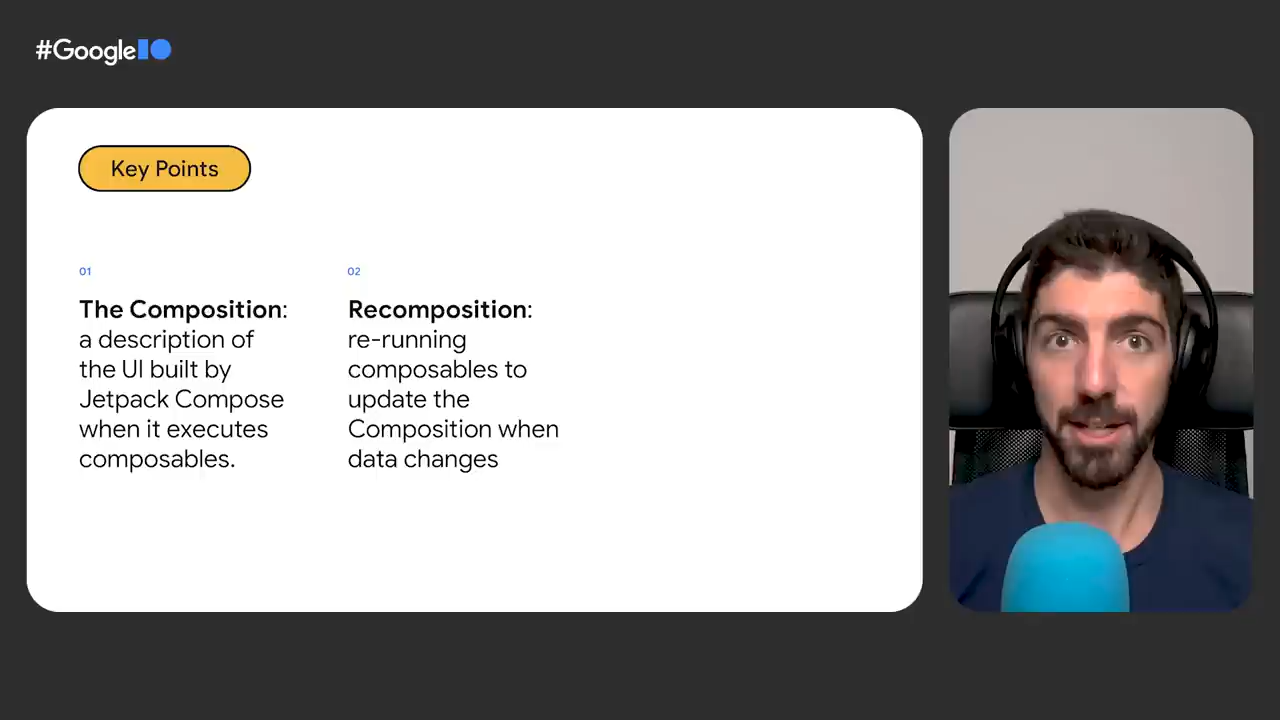 #GoogleIO
Key Points
01
The Composition:
a description of
the UI built by
Jetpack Compose
when it executes
composables.
02
Recomposition:
re-running
composables to
update the
Composition when
data changes